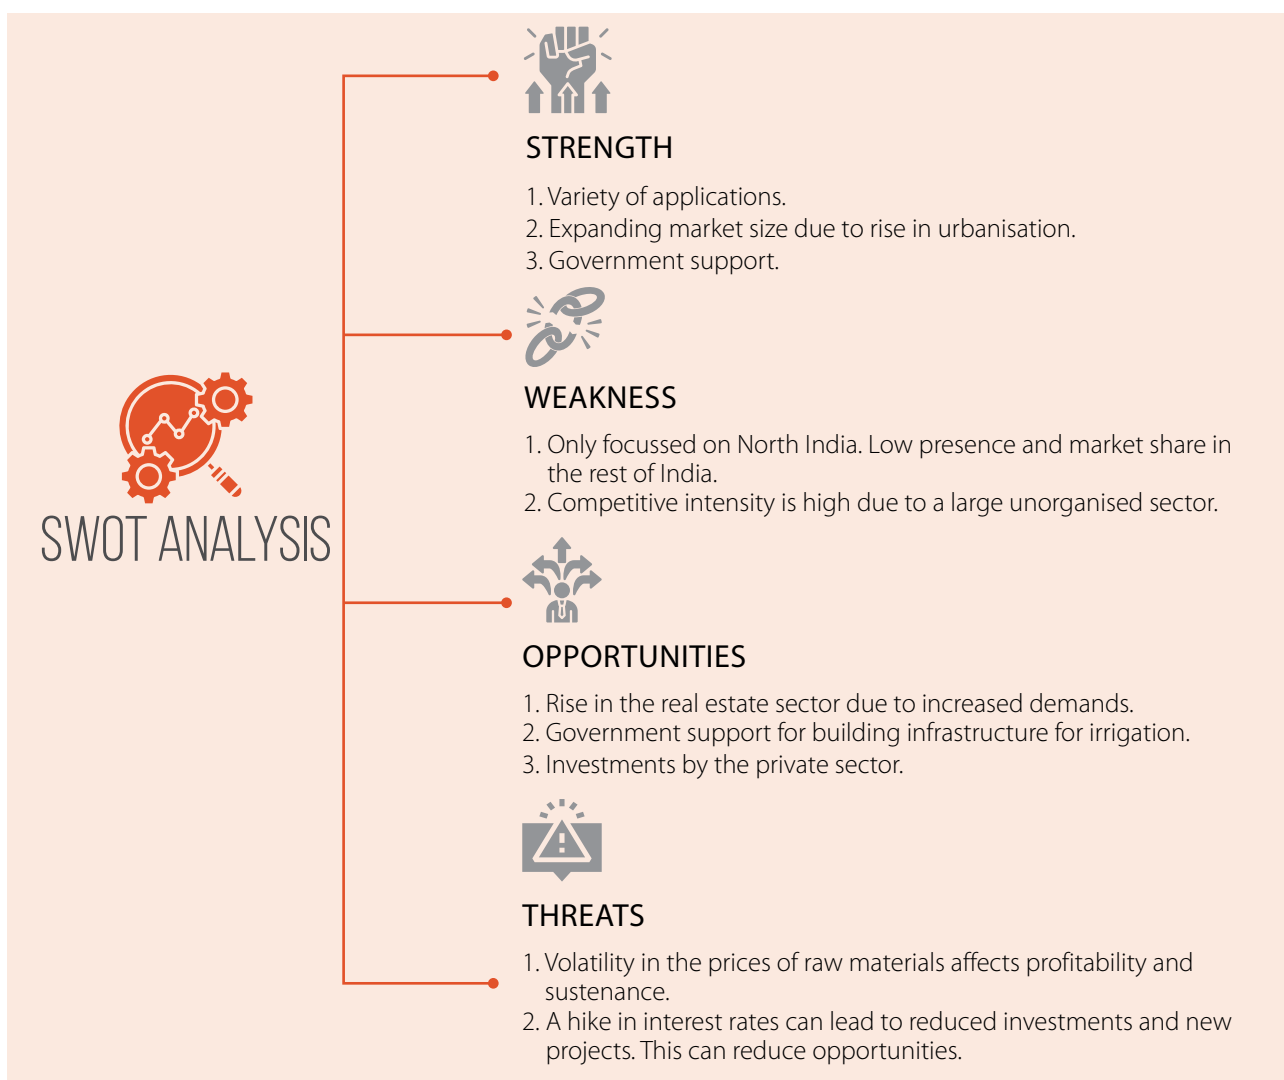 STRENGTH
1. Variety of applications.
2. Expanding market size due to rise in urbanisation.
3. Government support.
WEAKNESS
1. Only focussed on North India. Low presence and market share in
the rest of India.
2. Competitive intensity is high due to a large unorganised sector.
SWOT ANALYSIS
OPPORTUNITIES
1. Rise in the real estate sector due to increased demands.
2. Government support for building infrastructure for irrigation.
3. Investments by the private sector.
THREATS
1. Volatility in the prices of raw materials affects profitability and
sustenance.
2. A hike in interest rates can lead to reduced investments and new
projects. This can reduce opportunities.